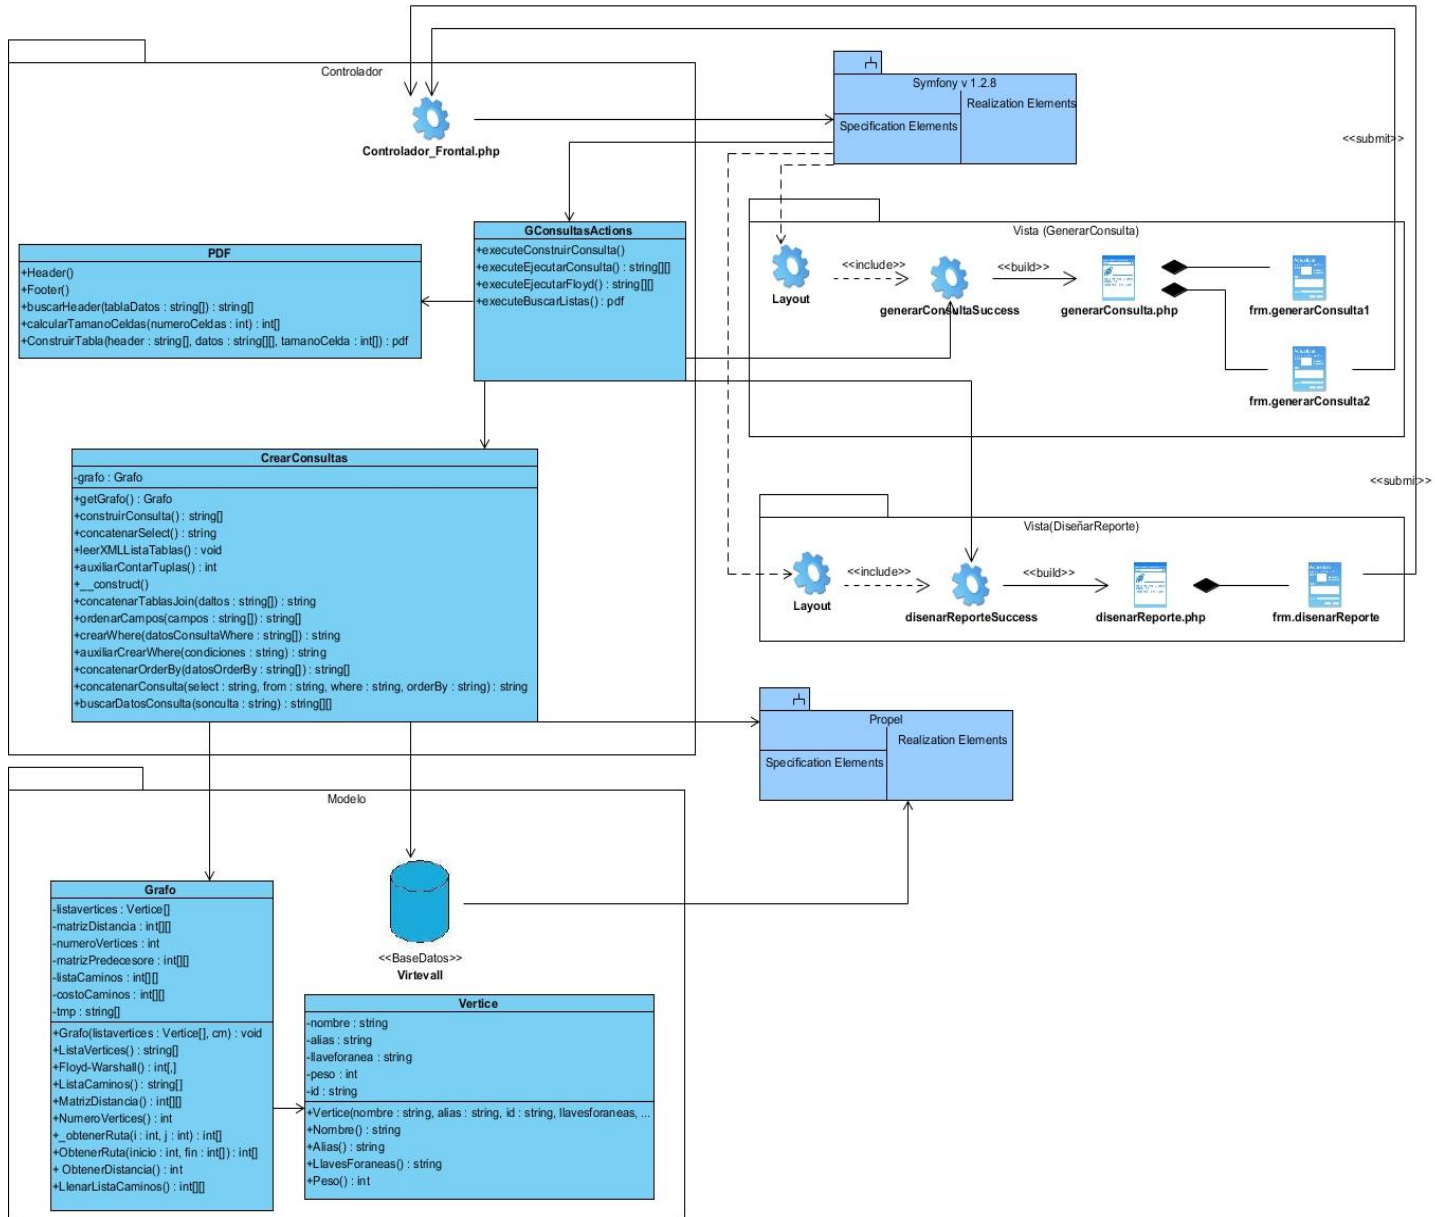 Controlador
Controlador_Frontal.php
Symfony v 1.2.8
Realization Elements
Specification Elements
<<submit>>
PDF
+Header()
+Footer()
+buscarHeader(tablaDatos : string[]) : string[]
+calcularTamanoCeldas(numeroCeldas : int) : int[]
+ConstruirTabla(header : string[], datos : string[][], tamanoCelda : int[]) : pdf
GConsultasActions
+executeConstruirConsulta()
+executeEjecutarConsulta() : string[][]
+executeEjecutarFloyd() : string[][]
+executeBuscarListas() : pdf
Vista (GenerarConsulta)
Layout
<<include>>
generarConsultaSuccess
<<build>>
generarConsulta.php
frm.generarConsulta1
frm.generarConsulta2
CrearConsultas
-grafo : Grafo
+getGrafo() : Grafo
+construirConsulta() : string[]
+concatenarSelect() : string
+leerXMLListaTablas() : void
+auxiliarContarTuplas() : int
+__construct()
+concatenarTablasJoin(daltos : string[]) : string
+ordenarCampos(campos : string[]) : string[]
+crearWhere(datosConsultaWhere : string[]) : string
+auxiliarCrearWhere(condiciones : string) : string
+concatenarOrderBy(datosOrderBy : string[]) : string[]
+concatenarConsulta(select : string, from : string, where : string, orderBy : string) : string
+buscarDatosConsulta(sonculta : string) : string[][]
<<submit>>
Vista(DiseñarReporte)
Layout
<<include>>
disenarReporteSuccess
<<build>>
disenarReporte.php
frm.disenarReporte
Propel
Realization Elements
Specification Elements
Modelo
Grafo
-listavertices : Vertice[]
-matrizDistancia : int[][]
-numeroVertices : int
-matrizPredecesore : int[][]
-listaCaminos : int[][]
-costoCaminos : int[][]
-tmp : string[]
+Grafo(listavertices : Vertice[], cm) : void
+ListaVertices() : string[]
+Floyd-Warshall() : int[,]
+ListaCaminos() : string[]
+MatrizDistancia() : int[][]
+NumeroVertices() : int
+_obtenerRuta(i : int, j : int) : int[]
+ObtenerRuta(inicio : int, fin : int[]) : int[]
+ ObtenerDistancia() : int
+LlenarListaCaminos() : int[][]
<<BaseDatos>>
Virtevall
Vertice
-nombre : string
-alias : string
-llaveforanea : string
-peso : int
-id : string
+Vertice(nombre : string, alias : string, id : string, llavesforaneas, ...
+Nombre() : string
+Alias() : string
+LlavesForaneas() : string
+Peso() : int